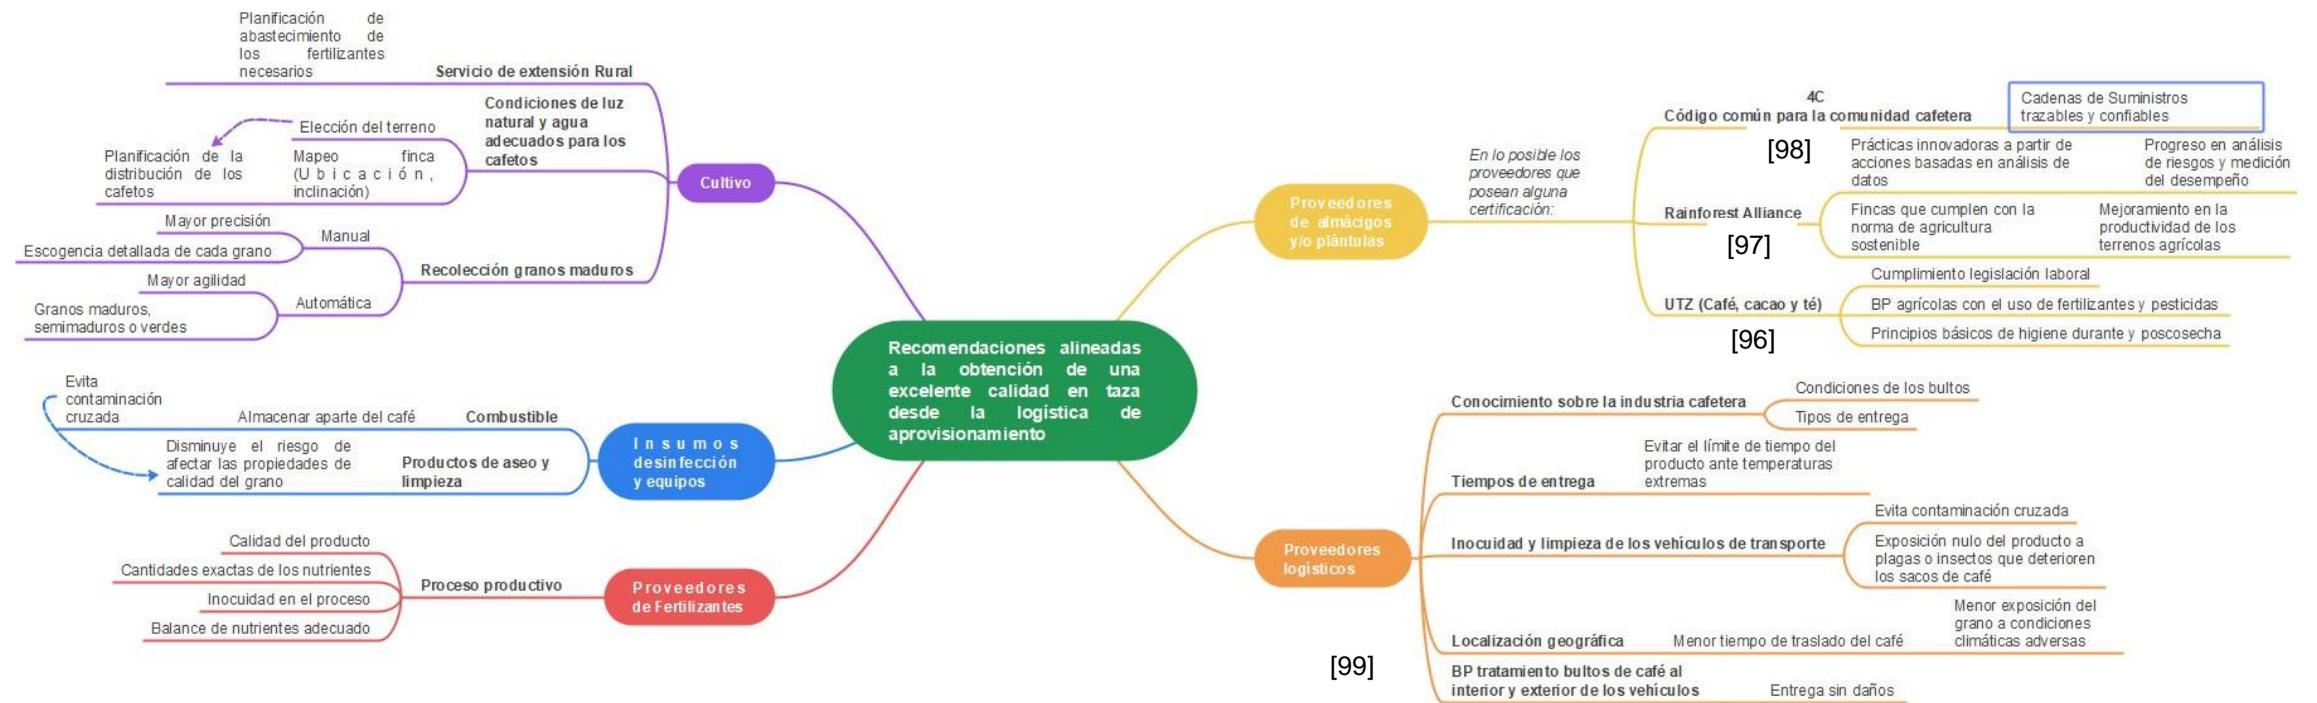 Planificación de
abastecimiento de
los fertilizantes
necesarios
Servicio de extensión Rural
Condiciones de luz
natural y agua
adecuados para los
cafetos
Elección del terreno
Planificación de la
distribución de los
cafetos
Mapeo finca
(Ubicación,
inclinación)
Cultivo
Mayor precisión
Escogencia detallada de cada grano
Manual
Mayor agilidad
Granos maduros,
semimaduros o verdes
Automática
Recolección granos maduros
Evita
contaminación
cruzada
Almacenar aparte del café
Combustible
Disminuye el riesgo de
afectar las propiedades de
calidad del grano
Productos de aseo y
limpieza
Insumos
desinfección
y equipos
Calidad del producto
Cantidades exactas de los nutrientes
Inocuidad en el proceso
Balance de nutrientes adecuado
Proceso productivo
Proveedores
de Fertilizantes
Recomendaciones alineadas
a la obtención de una
excelente calidad en taza
desde la logística de
aprovisionamiento
Proveedores
de almácigos
y/o plántulas
En lo posible los
proveedores que
posean alguna
certificación:
4C
Código común para la comunidad cafetera
[98]
Cadenas de Suministros
trazables y confiables
Rainforest Alliance
[97]
Prácticas innovadoras a partir de
acciones basadas en análisis de
datos
Progreso en análisis
de riesgos y medición
del desempeño
Fincas que cumplen con la
norma de agricultura
sostenible
Mejoramiento en la
productividad de los
terrenos agrícolas
UTZ (Café, cacao y té)
[96]
Cumplimiento legislación laboral
BP agrícolas con el uso de fertilizantes y pesticidas
Principios básicos de higiene durante y poscosecha
Proveedores
logísticos
[99]
Conocimiento sobre la industria cafetera
Condiciones de los bultos
Tipos de entrega
Tiempos de entrega
Evitar el límite de tiempo del
producto ante temperaturas
extremas
Inocuidad y limpieza de los vehículos de transporte
Evita contaminación cruzada
Exposición nulo del producto a
plagas o insectos que deterioren
los sacos de café
Localización geográfica
Menor tiempo de traslado del café
Menor exposición del
grano a condiciones
climáticas adversas
BP tratamiento bultos de café al
interior y exterior de los vehículos
Entrega sin daños